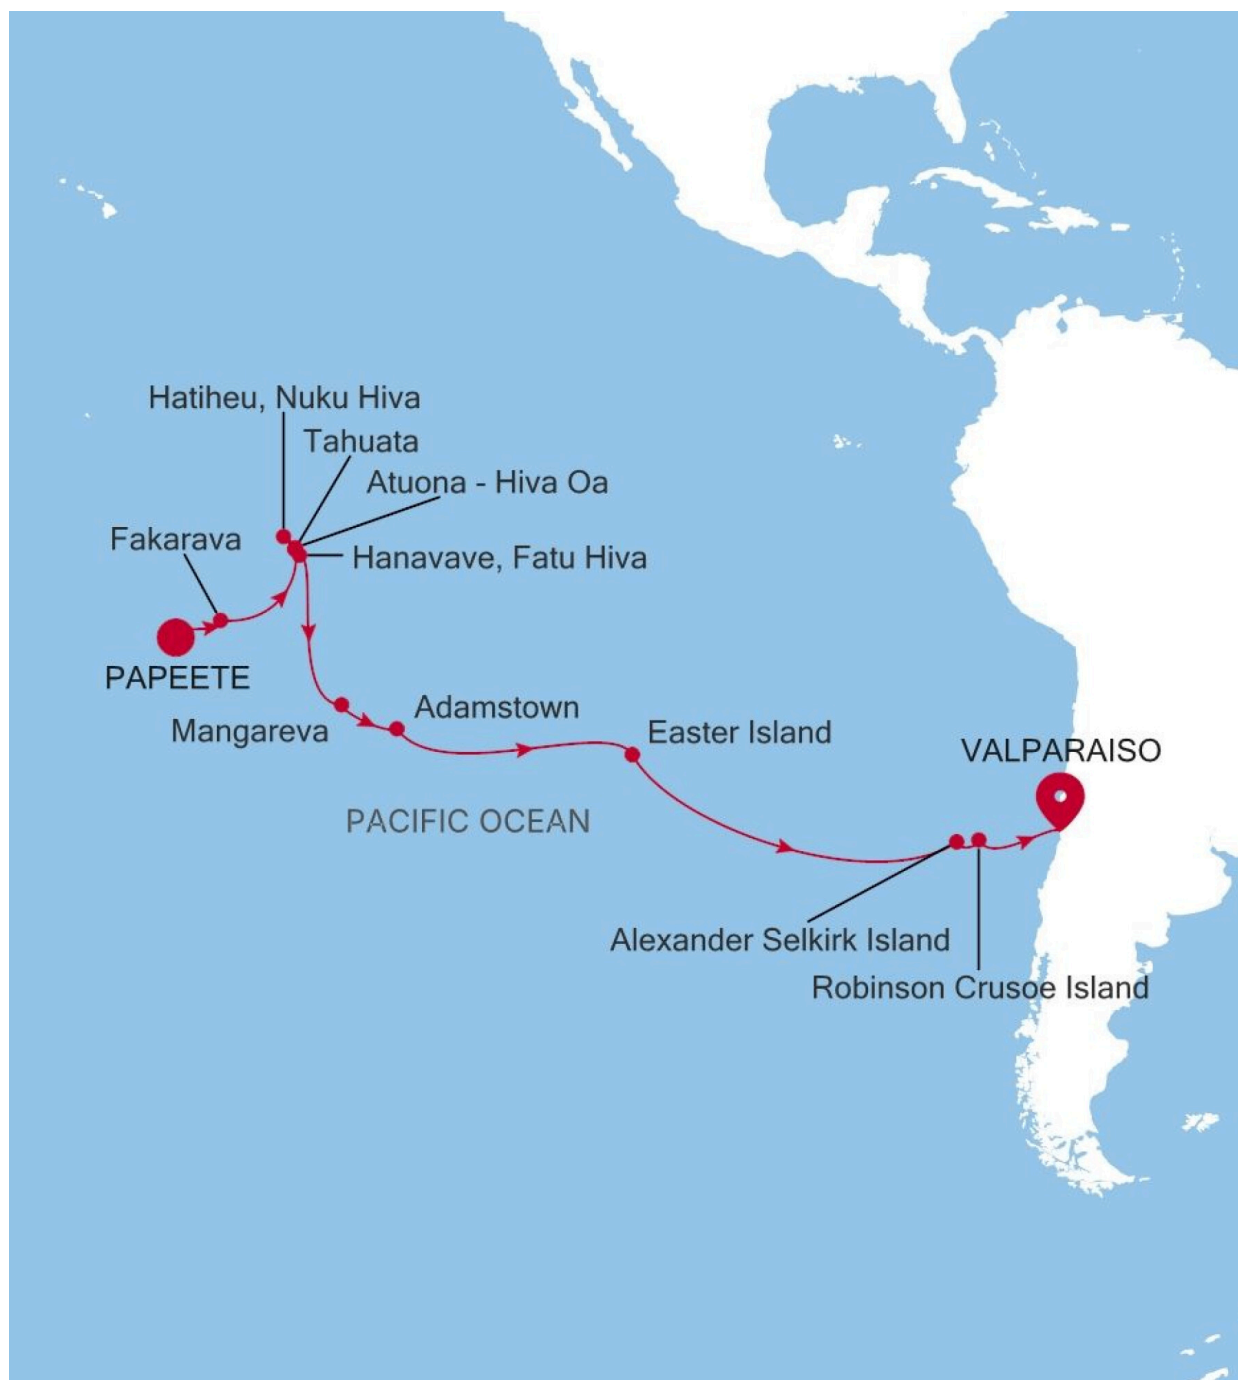 Hatiheu, Nuku Hiva
Tahuata
Atuona - Hiva Oa
Fakarava
Hanavave, Fatu Hiva
PAPEETE
Mangareva
Adamstown
Easter Island
VALPARAISO
PACIFIC OCEAN
Alexander Selkirk Island
Robinson Crusoe Island